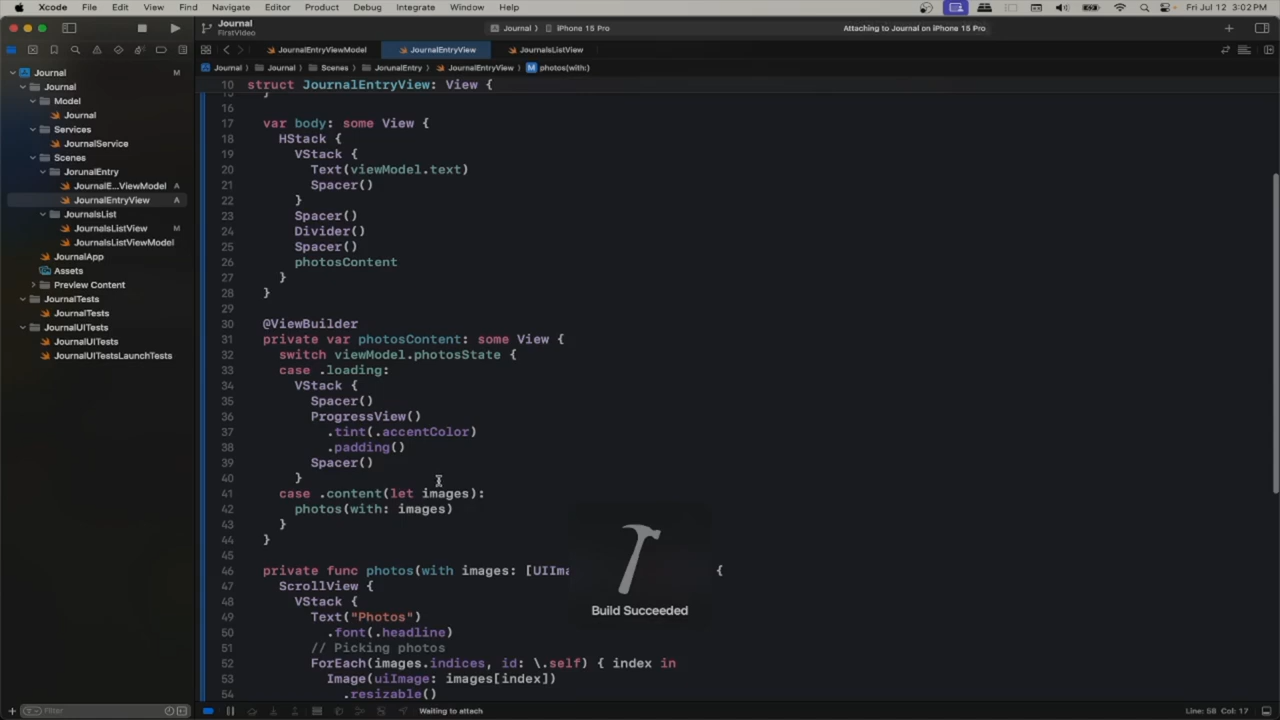 Xcode File Edit View Find Navigate Editor Product Debug Integrate Window Help Fri Jul 12 3:02 PM
Journal
FirstVideo
Journal iPhone 15 Pro
Attaching to Journal on iPhone 15 Pro
JournalEntryViewModel JournalEntryView JournalsListView
Journal Journal Scenes JorunalEntry JournalEntryView M photos(with:)
Journal M
Journal
Model
Journal
Services
JournalService
Scenes
JorunalEntry
JournalE...ViewModel A
JournalEntryView A
JournalsList
JournalsListView M
JournalsListViewModel
JournalApp
Assets
Preview Content
JournalTests
JournalTests
JournalUITests
JournalUITests
JournalUITestsLaunchTests
Filter
10 struct JournalEntryView: View {
15 }
16
17 var body: some View {
18 HStack {
19 VStack {
20 Text(viewModel.text)
21 Spacer()
22 }
23 Spacer()
24 Divider()
25 Spacer()
26 photosContent
27 }
28 }
29
30 @ViewBuilder
31 private var photosContent: some View {
32 switch viewModel.photosState {
33 case .loading:
34 VStack {
35 Spacer()
36 ProgressView()
37 .tint(.accentColor)
38 .padding()
39 Spacer()
40 }
41 case .content(let images):
42 photos(with: images)
43 }
44 }
45
46 private func photos(with images: [UIIma {
47 ScrollView {
48 VStack {
49 Text("Photos")
50 .font(.headline)
51 // Picking photos
52 ForEach(images.indices, id: \.self) { index in
53 Image(uiImage: images[index])
54 .resizable()
Build Succeeded
Waiting to attach
Line: 58 Col: 17